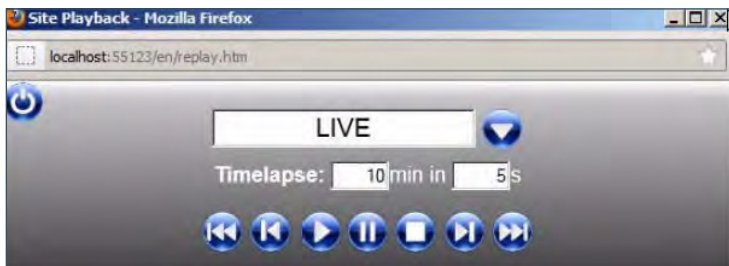 Site Playback - Mozilla Firefox
localhost:55123/en/replay.htm
LIVE
Timelapse: 10 min in 5 s